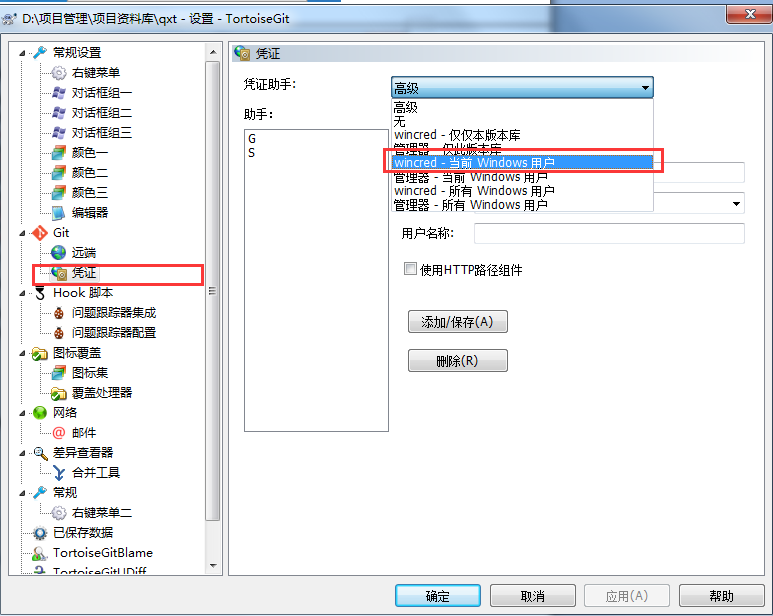 D:\项目管理\项目资料库\qxt - 设置 - TortoiseGit
常规设置
右键菜单
对话框组一
对话框组二
对话框组三
颜色一
颜色二
颜色三
编辑器
Git
远端
凭证
Hook 脚本
问题跟踪器集成
问题跟踪器配置
图标覆盖
图标集
覆盖处理器
网络
邮件
差异查看器
合并工具
常规
右键菜单二
已保存数据
TortoiseGitBlame
TortoiseGitUDiff
凭证
凭证助手:
高级
高级
无
wincred - 仅仅本版本库
管理器 - 仅此版本库
wincred - 当前 Windows 用户
管理器 - 当前 Windows 用户
wincred - 所有 Windows 用户
管理器 - 所有 Windows 用户
助手:
G
S
用户名称:
使用HTTP路径组件
添加/保存(A)
删除(R)
确定
取消
应用(A)
帮助